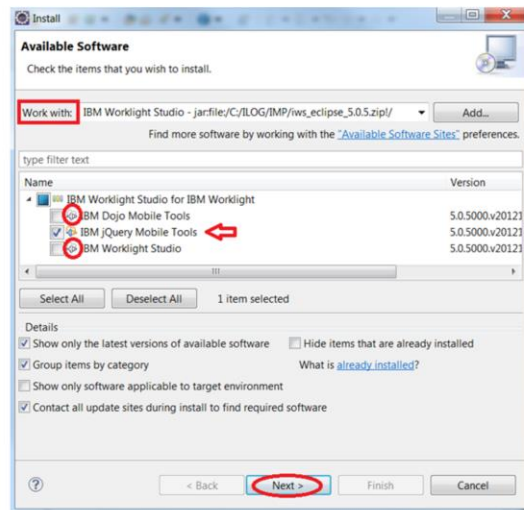 Install
Available Software
Check the items that you wish to install.
Work with: IBM Worklight Studio - jar:file:/C:/ILOG/IMP/iws_eclipse_5.0.5.zip!/ Add...
Find more software by working with the "Available Software Sites" preferences.
type filter text
Name Version
IBM Worklight Studio for IBM Worklight
IBM Dojo Mobile Tools 5.0.5000.v20121
IBM jQuery Mobile Tools 5.0.5000.v20121
IBM Worklight Studio 5.0.5000.v20121
Select All Deselect All 1 item selected
Details
Show only the latest versions of available software Hide items that are already installed
Group items by category What is already installed?
Show only software applicable to target environment
Contact all update sites during install to find required software
? < Back Next > Finish Cancel